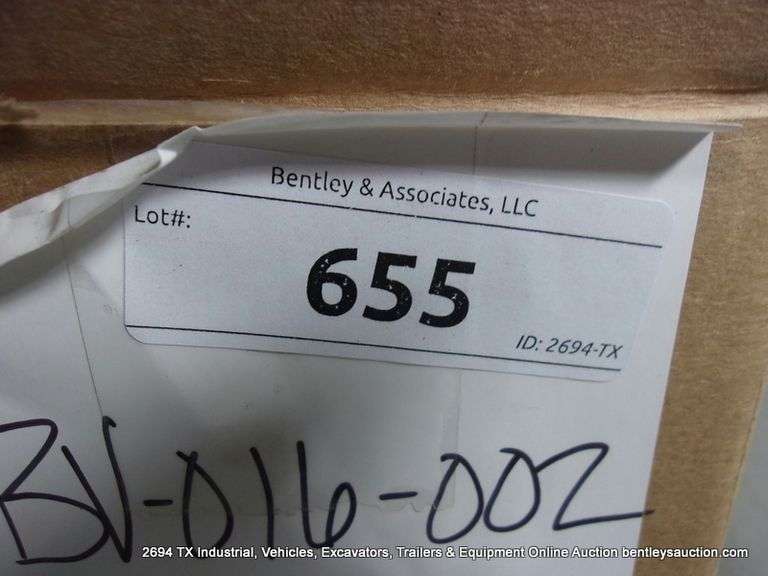 Bentley & Associates, LLC
Lot#:
655
ID: 2694-TX
BV-016-002
2694 TX Industrial, Vehicles, Excavators, Trailers & Equipment Online Auction bentleysauction.com